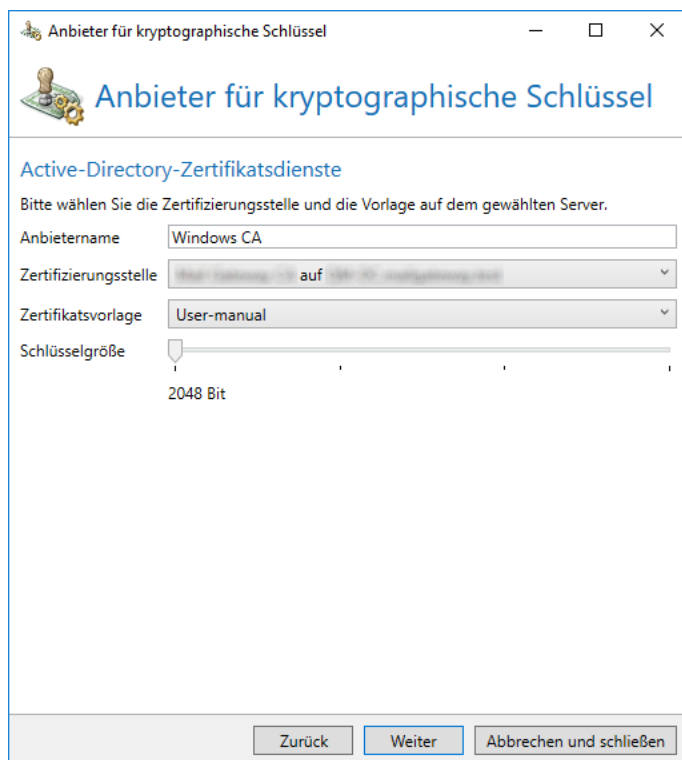 Anbieter für kryptographische Schlüssel
Anbieter für kryptographische Schlüssel
Active-Directory-Zertifikatsdienste
Bitte wählen Sie die Zertifizierungsstelle und die Vorlage auf dem gewählten Server.
Anbietername Windows CA
Zertifizierungsstelle auf
Zertifikatsvorlage User-manual
Schlüsselgröße
2048 Bit
Zurück Weiter Abbrechen und schließen